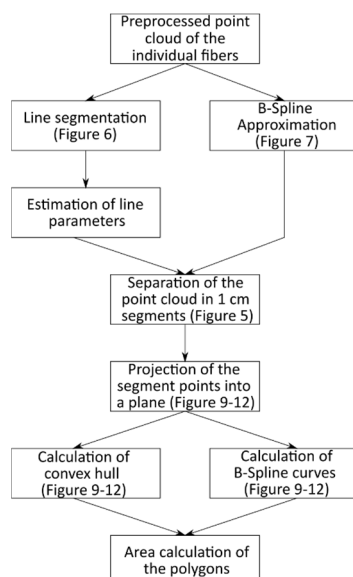 Preprocessed point
cloud of the
individual fibers
Line segmentation
(Figure 6)
B-Spline
Approximation
(Figure 7)
Estimation of line
parameters
Separation of the
point cloud in 1 cm
segments (Figure 5)
Projection of the
segment points into
a plane (Figure 9-12)
Calculation of
convex hull
(Figure 9-12)
Calculation of
B-Spline curves
(Figure 9-12)
Area calculation of
the polygons